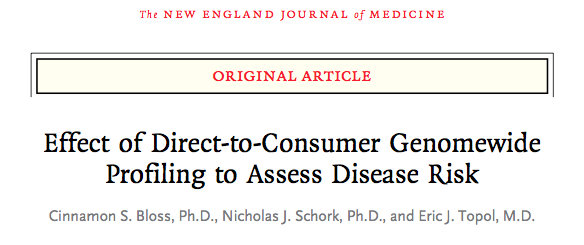 The NEW ENGLAND JOURNAL of MEDICINE
ORIGINAL ARTICLE
Effect of Direct-to-Consumer Genomewide
Profiling to Assess Disease Risk
Cinnamon S. Bloss, Ph.D., Nicholas J. Schork, Ph.D., and Eric J. Topol, M.D.